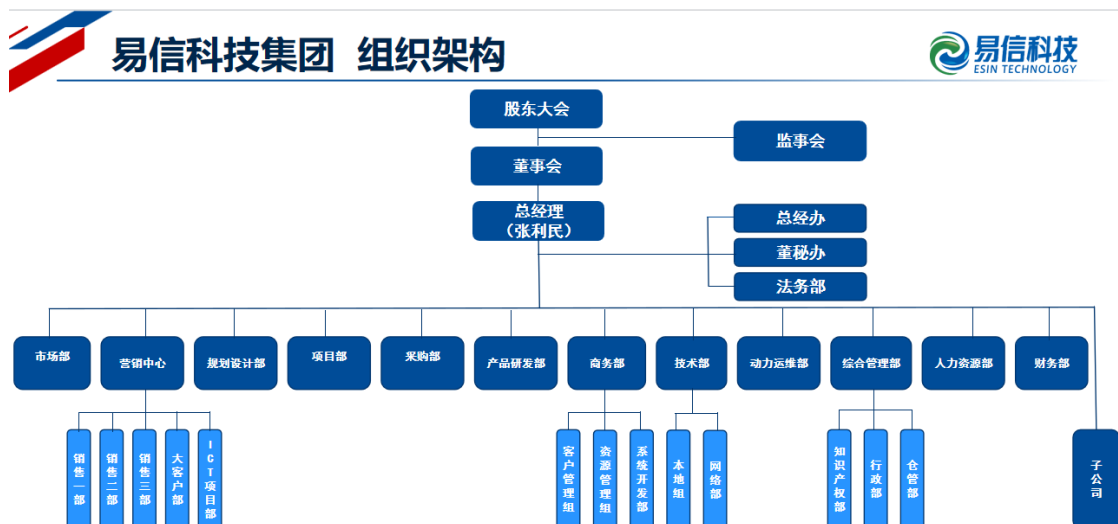 易信科技集团 组织架构
易信科技
ESIN TECHNOLOGY
股东大会
监事会
董事会
总经理
（张利民）
总经办
董秘办
法务部
市场部
营销中心
规划设计部
项目部
采购部
产品研发部
商务部
技术部
动力运维部
综合管理部
人力资源部
财务部
销售一部
销售二部
销售三部
大客户部
ICT项目部
客户管理组
资源管理组
系统开发部
本地组
网络部
知识产权部
行政部
仓管部
子公司